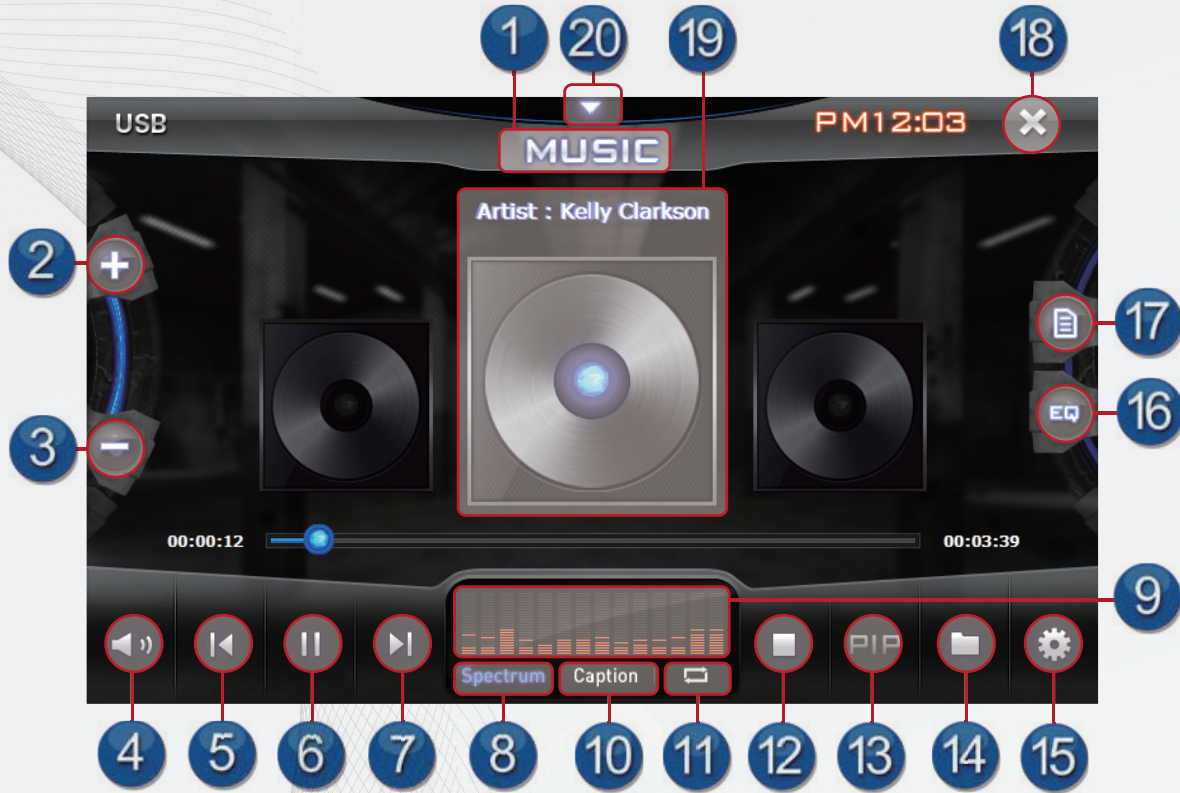 1 20 19 18
USB
PM12:03
MUSIC
Artist : Kelly Clarkson
2
17
EQ
16
3
00:00:12
00:03:39
9
PIP
Spectrum Caption
4 5 6 7 8 10 11 12 13 14 15